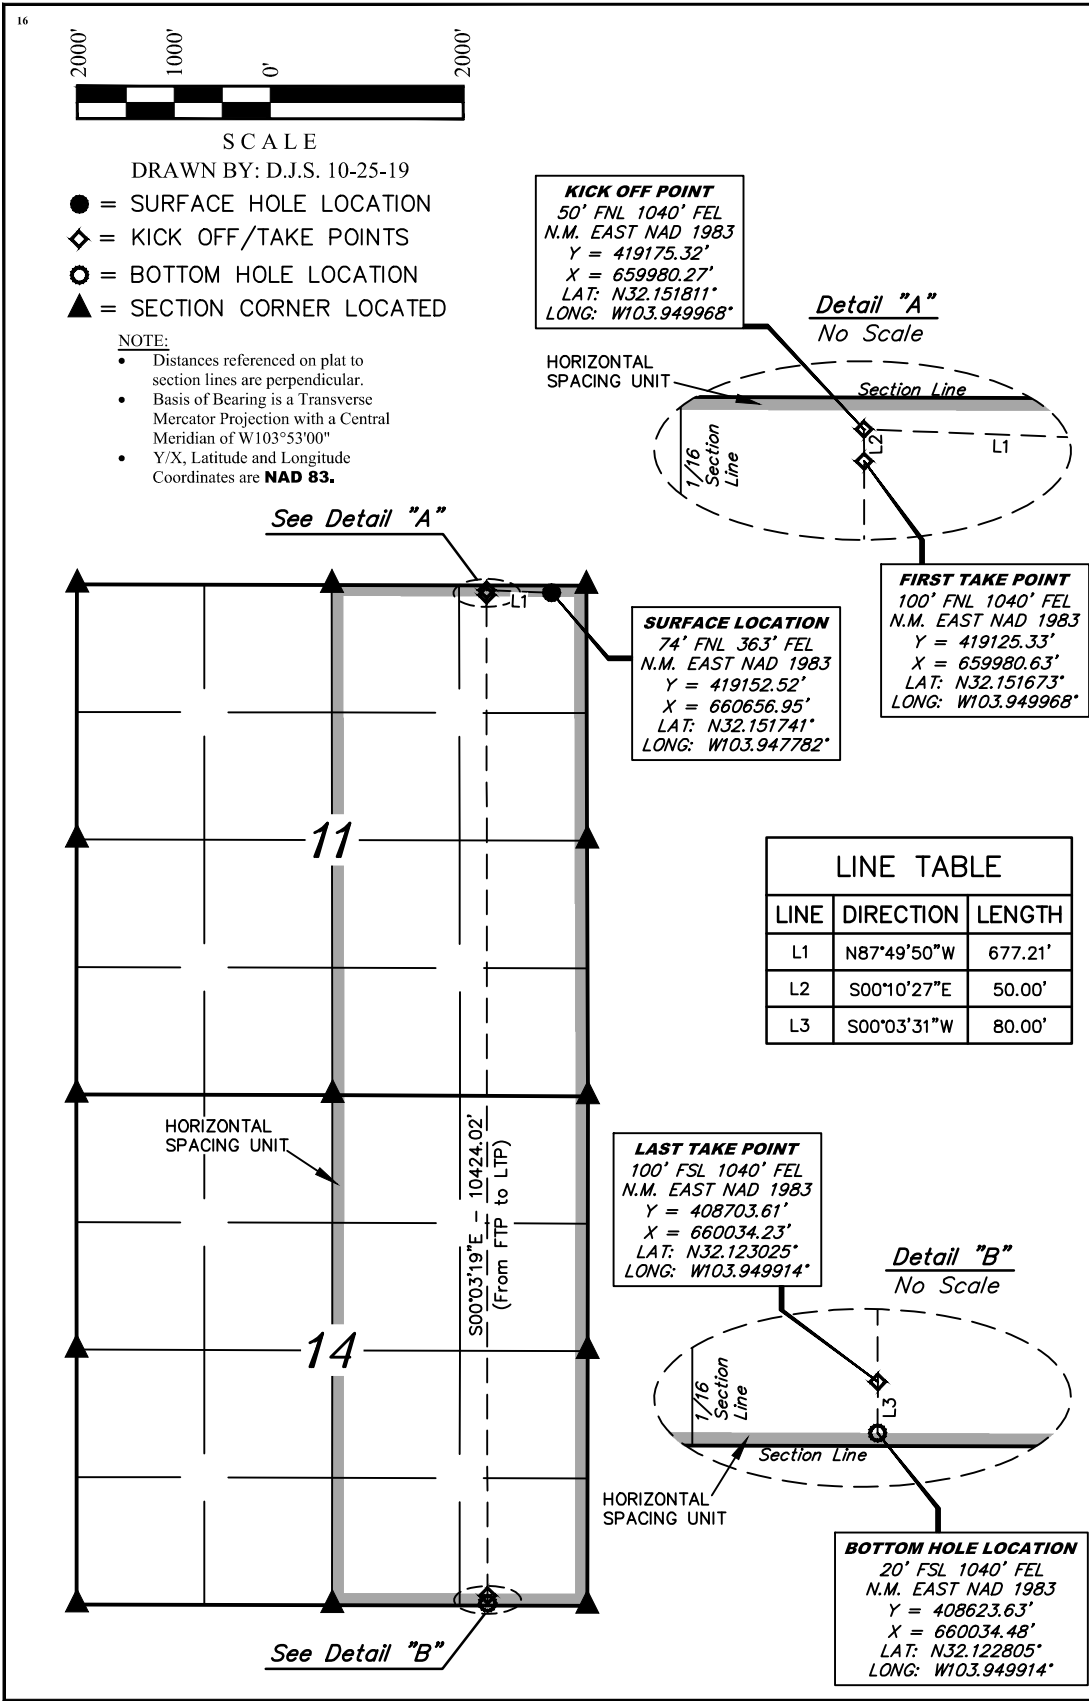 16
2000'
1000'
0'
2000'
SCALE
DRAWN BY: D.J.S. 10-25-19
= SURFACE HOLE LOCATION
= KICK OFF/TAKE POINTS
= BOTTOM HOLE LOCATION
= SECTION CORNER LOCATED
NOTE:
• Distances referenced on plat to
section lines are perpendicular.
• Basis of Bearing is a Transverse
Mercator Projection with a Central
Meridian of W103°53'00"
• Y/X, Latitude and Longitude
Coordinates are NAD 83.
KICK OFF POINT
50' FNL 1040' FEL
N.M. EAST NAD 1983
Y = 419175.32'
X = 659980.27'
LAT: N32.151811°
LONG: W103.949968°
Detail "A"
No Scale
HORIZONTAL
SPACING UNIT
Section Line
1/16
Section
Line
L2
L1
See Detail "A"
L1
FIRST TAKE POINT
100' FNL 1040' FEL
N.M. EAST NAD 1983
Y = 419125.33'
X = 659980.63'
LAT: N32.151673°
LONG: W103.949968°
SURFACE LOCATION
74' FNL 363' FEL
N.M. EAST NAD 1983
Y = 419152.52'
X = 660656.95'
LAT: N32.151741°
LONG: W103.947782°
11
LINE TABLE
LINE DIRECTION LENGTH
L1 N87°49'50"W 677.21'
L2 S00°10'27"E 50.00'
L3 S00°03'31"W 80.00'
HORIZONTAL
SPACING UNIT
S00°03'19"E - 10424.02'
(From FTP to LTP)
14
LAST TAKE POINT
100' FSL 1040' FEL
N.M. EAST NAD 1983
Y = 408703.61'
X = 660034.23'
LAT: N32.123025°
LONG: W103.949914°
Detail "B"
No Scale
1/16
Section
Line
L3
Section Line
HORIZONTAL
SPACING UNIT
BOTTOM HOLE LOCATION
20' FSL 1040' FEL
N.M. EAST NAD 1983
Y = 408623.63'
X = 660034.48'
LAT: N32.122805°
LONG: W103.949914°
See Detail "B"